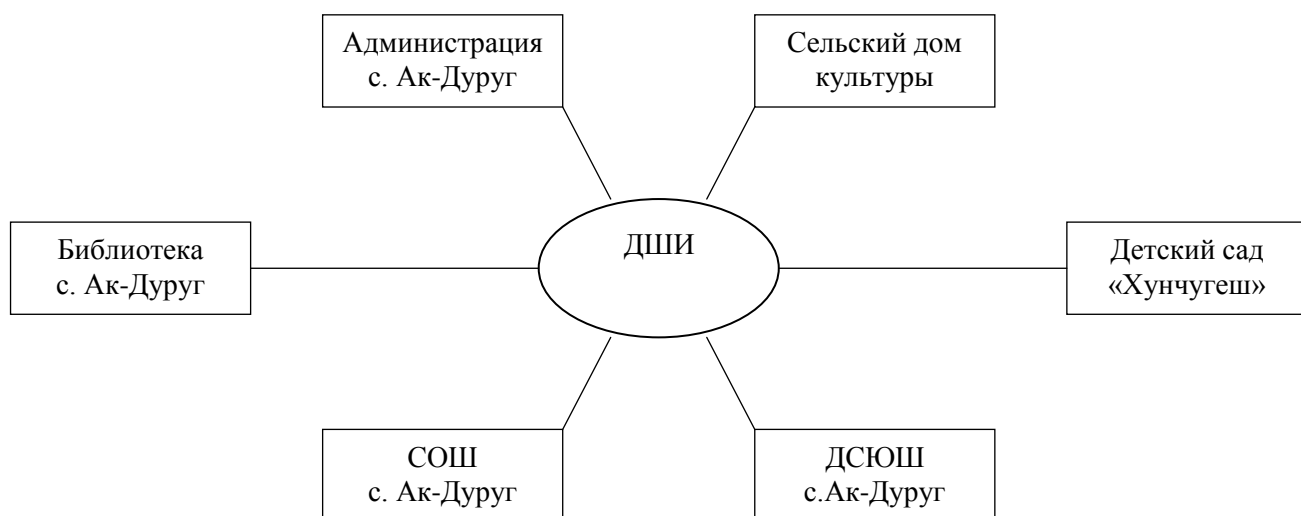 Администрация
с. Ак-Дуруг
Сельский дом
культуры
Библиотека
с. Ак-Дуруг
ДШИ
Детский сад
«Хунчугеш»
СОШ
с. Ак-Дуруг
ДСЮШ
с.Ак-Дуруг